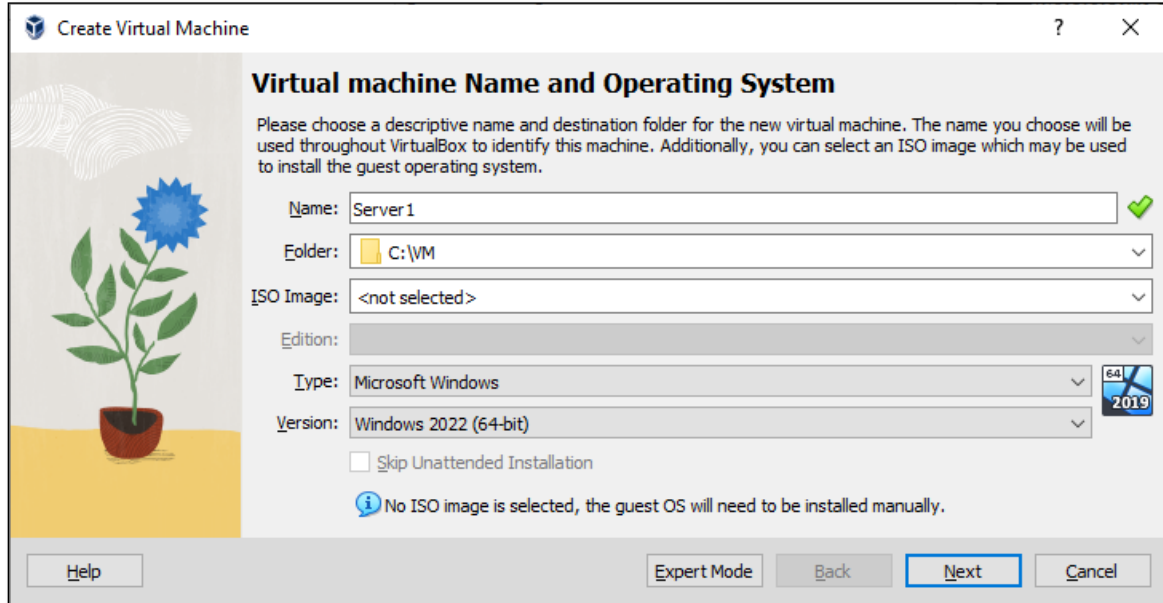 Create Virtual Machine
?
Virtual machine Name and Operating System
Please choose a descriptive name and destination folder for the new virtual machine. The name you choose will be
used throughout VirtualBox to identify this machine. Additionally, you can select an ISO image which may be used
to install the guest operating system.
Name: Server1
Folder: C:\VM
ISO Image: <not selected>
Edition:
Type: Microsoft Windows
64
2019
Version: Windows 2022 (64-bit)
Skip Unattended Installation
No ISO image is selected, the guest OS will need to be installed manually.
Help Expert Mode Back Next Cancel